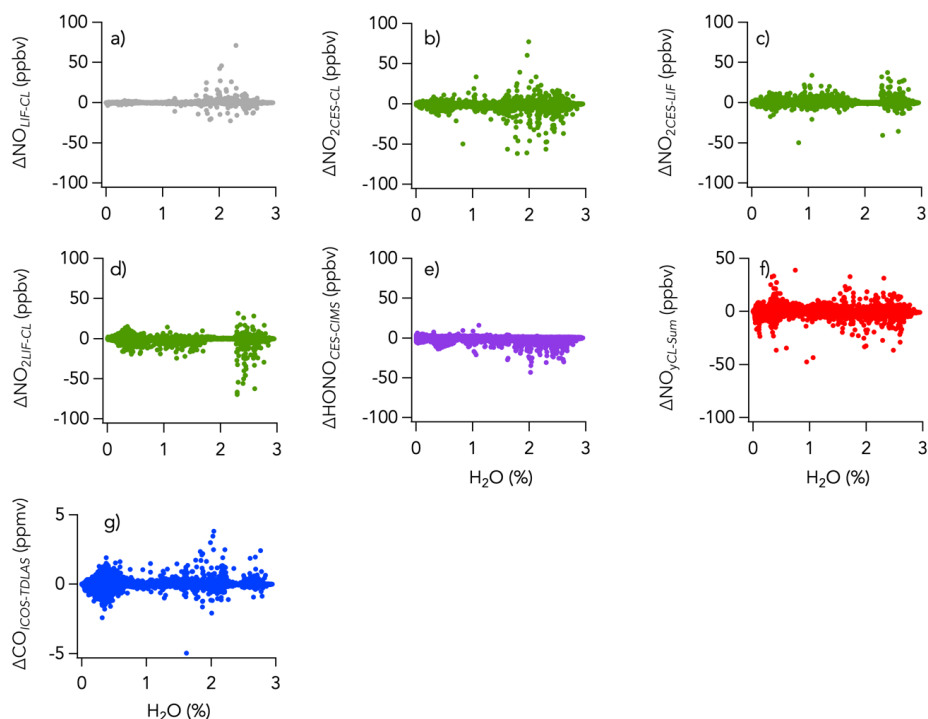 100
50
0
-50
-100
ΔNO_LIF-CL (ppbv)
a)
0 1 2 3
100
50
0
-50
-100
ΔNO_2CES-CL (ppbv)
b)
0 1 2 3
100
50
0
-50
-100
ΔNO_2CES-LIF (ppbv)
c)
0 1 2 3
100
50
0
-50
-100
ΔNO_2LIF-CL (ppbv)
d)
0 1 2 3
100
50
0
-50
-100
ΔHONO_CES-CIMS (ppbv)
e)
0 1 2 3
H₂O (%)
50
0
-50
-100
ΔNO_yCL-Sum (ppbv)
f)
0 1 2 3
H₂O (%)
5
0
-5
ΔCO_ICOS-TDLAS (ppmv)
g)
0 1 2 3
H₂O (%)